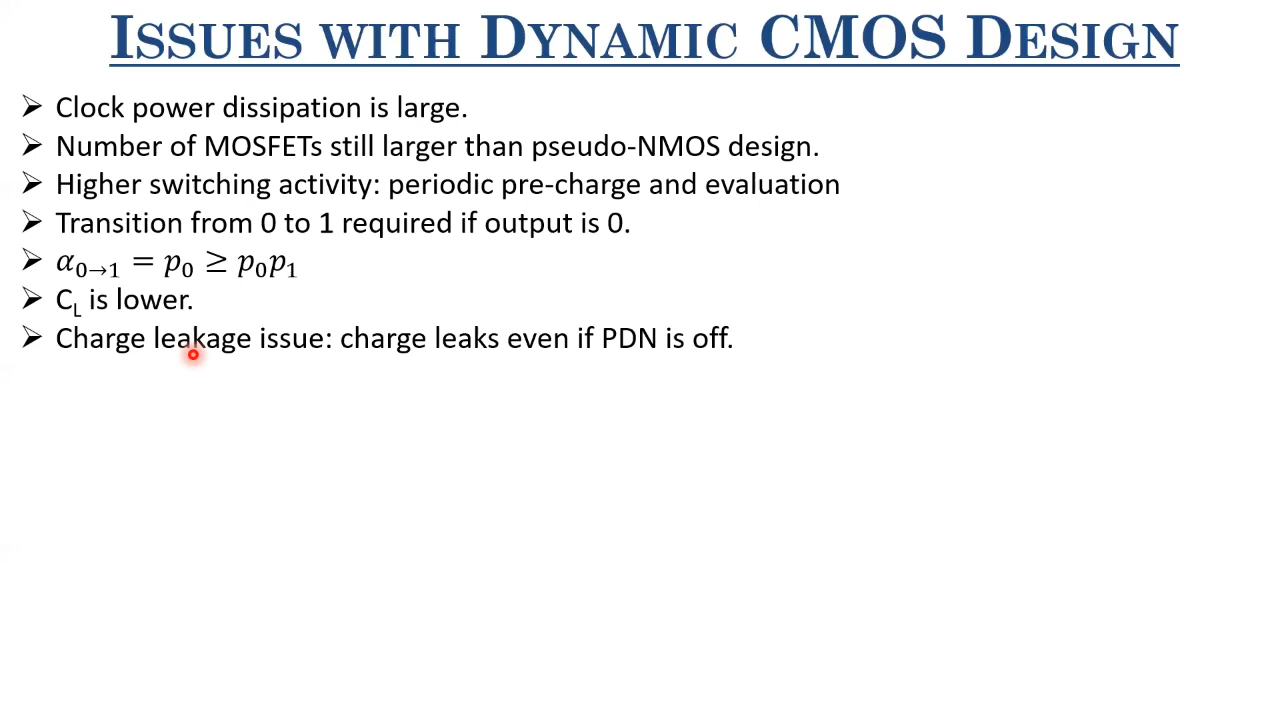 ISSUES WITH DYNAMIC CMOS DESIGN
➢ Clock power dissipation is large.
➢ Number of MOSFETs still larger than pseudo-NMOS design.
➢ Higher switching activity: periodic pre-charge and evaluation
➢ Transition from 0 to 1 required if output is 0.
➢ α₀→₁ = p₀ ≥ p₀p₁
➢ C_L is lower.
➢ Charge leakage issue: charge leaks even if PDN is off.